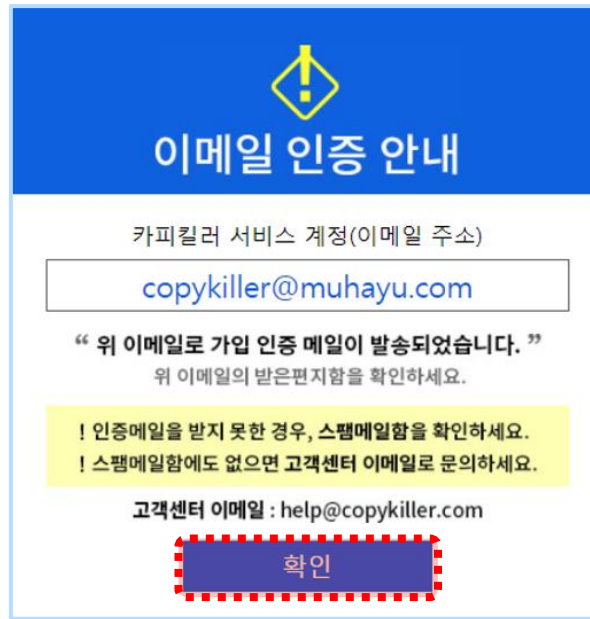 이메일 인증 안내
카피킬러 서비스 계정(이메일 주소)
copykiller@muhayu.com
“ 위 이메일로 가입 인증 메일이 발송되었습니다. ”
위 이메일의 받은편지함을 확인하세요.
! 인증메일을 받지 못한 경우, 스팸메일함을 확인하세요.
! 스팸메일함에도 없으면 고객센터 이메일로 문의하세요.
고객센터 이메일 : help@copykiller.com
확인